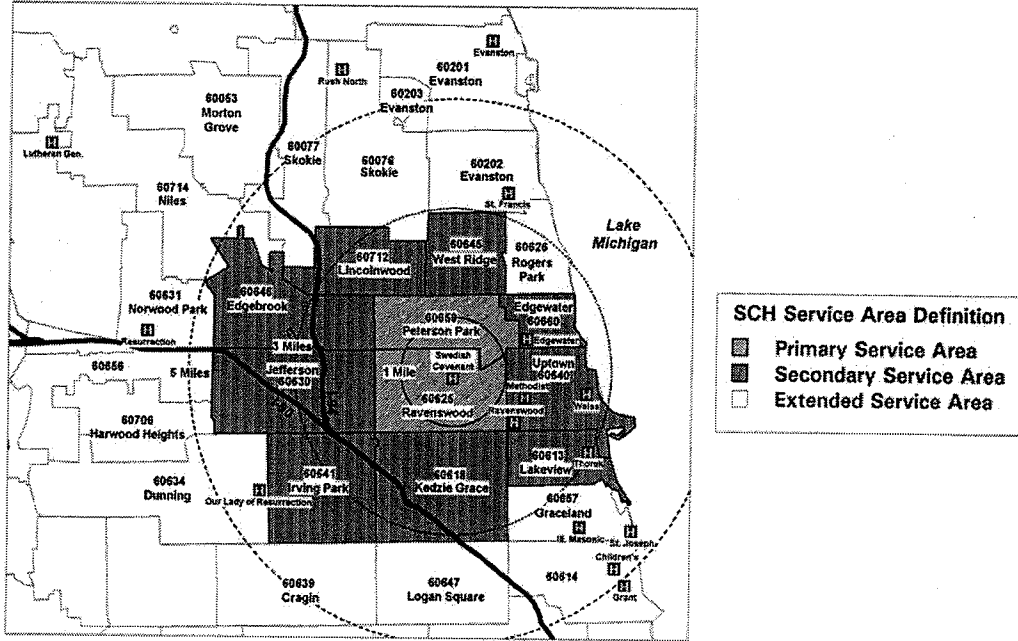 Evanston
60201
Evanston
Rush North
60053
Morton
Grove
60203
Evanston
Lutheran Gen.
60077
Skokie
60076
Skokie
60202
Evanston
60714
Niles
St. Francis
Lake
Michigan
60645
West Ridge
60626
Rogers
Park
60712
Lincolnwood
60646
Edgebrook
60631
Norwood Park
Edgewater
60660
60659
Peterson Park
Resurrection
3 Miles
Edgewater
Swedish
Covenant
60656
5 Miles
Jefferson
60630
1 Mile
Uptown
60640
Methodist
60625
Ravenswood
Ravenswood
Weiss
60706
Harwood Heights
60613
Lakeview
Thorek
60634
Dunning
60641
Irving Park
60618
Kedzie Grace
Our Lady of Resurrection
60657
Graceland
Ill. Masonic
St. Joseph
Children's
60614
Grant
60639
Cragin
60647
Logan Square
SCH Service Area Definition
Primary Service Area
Secondary Service Area
Extended Service Area